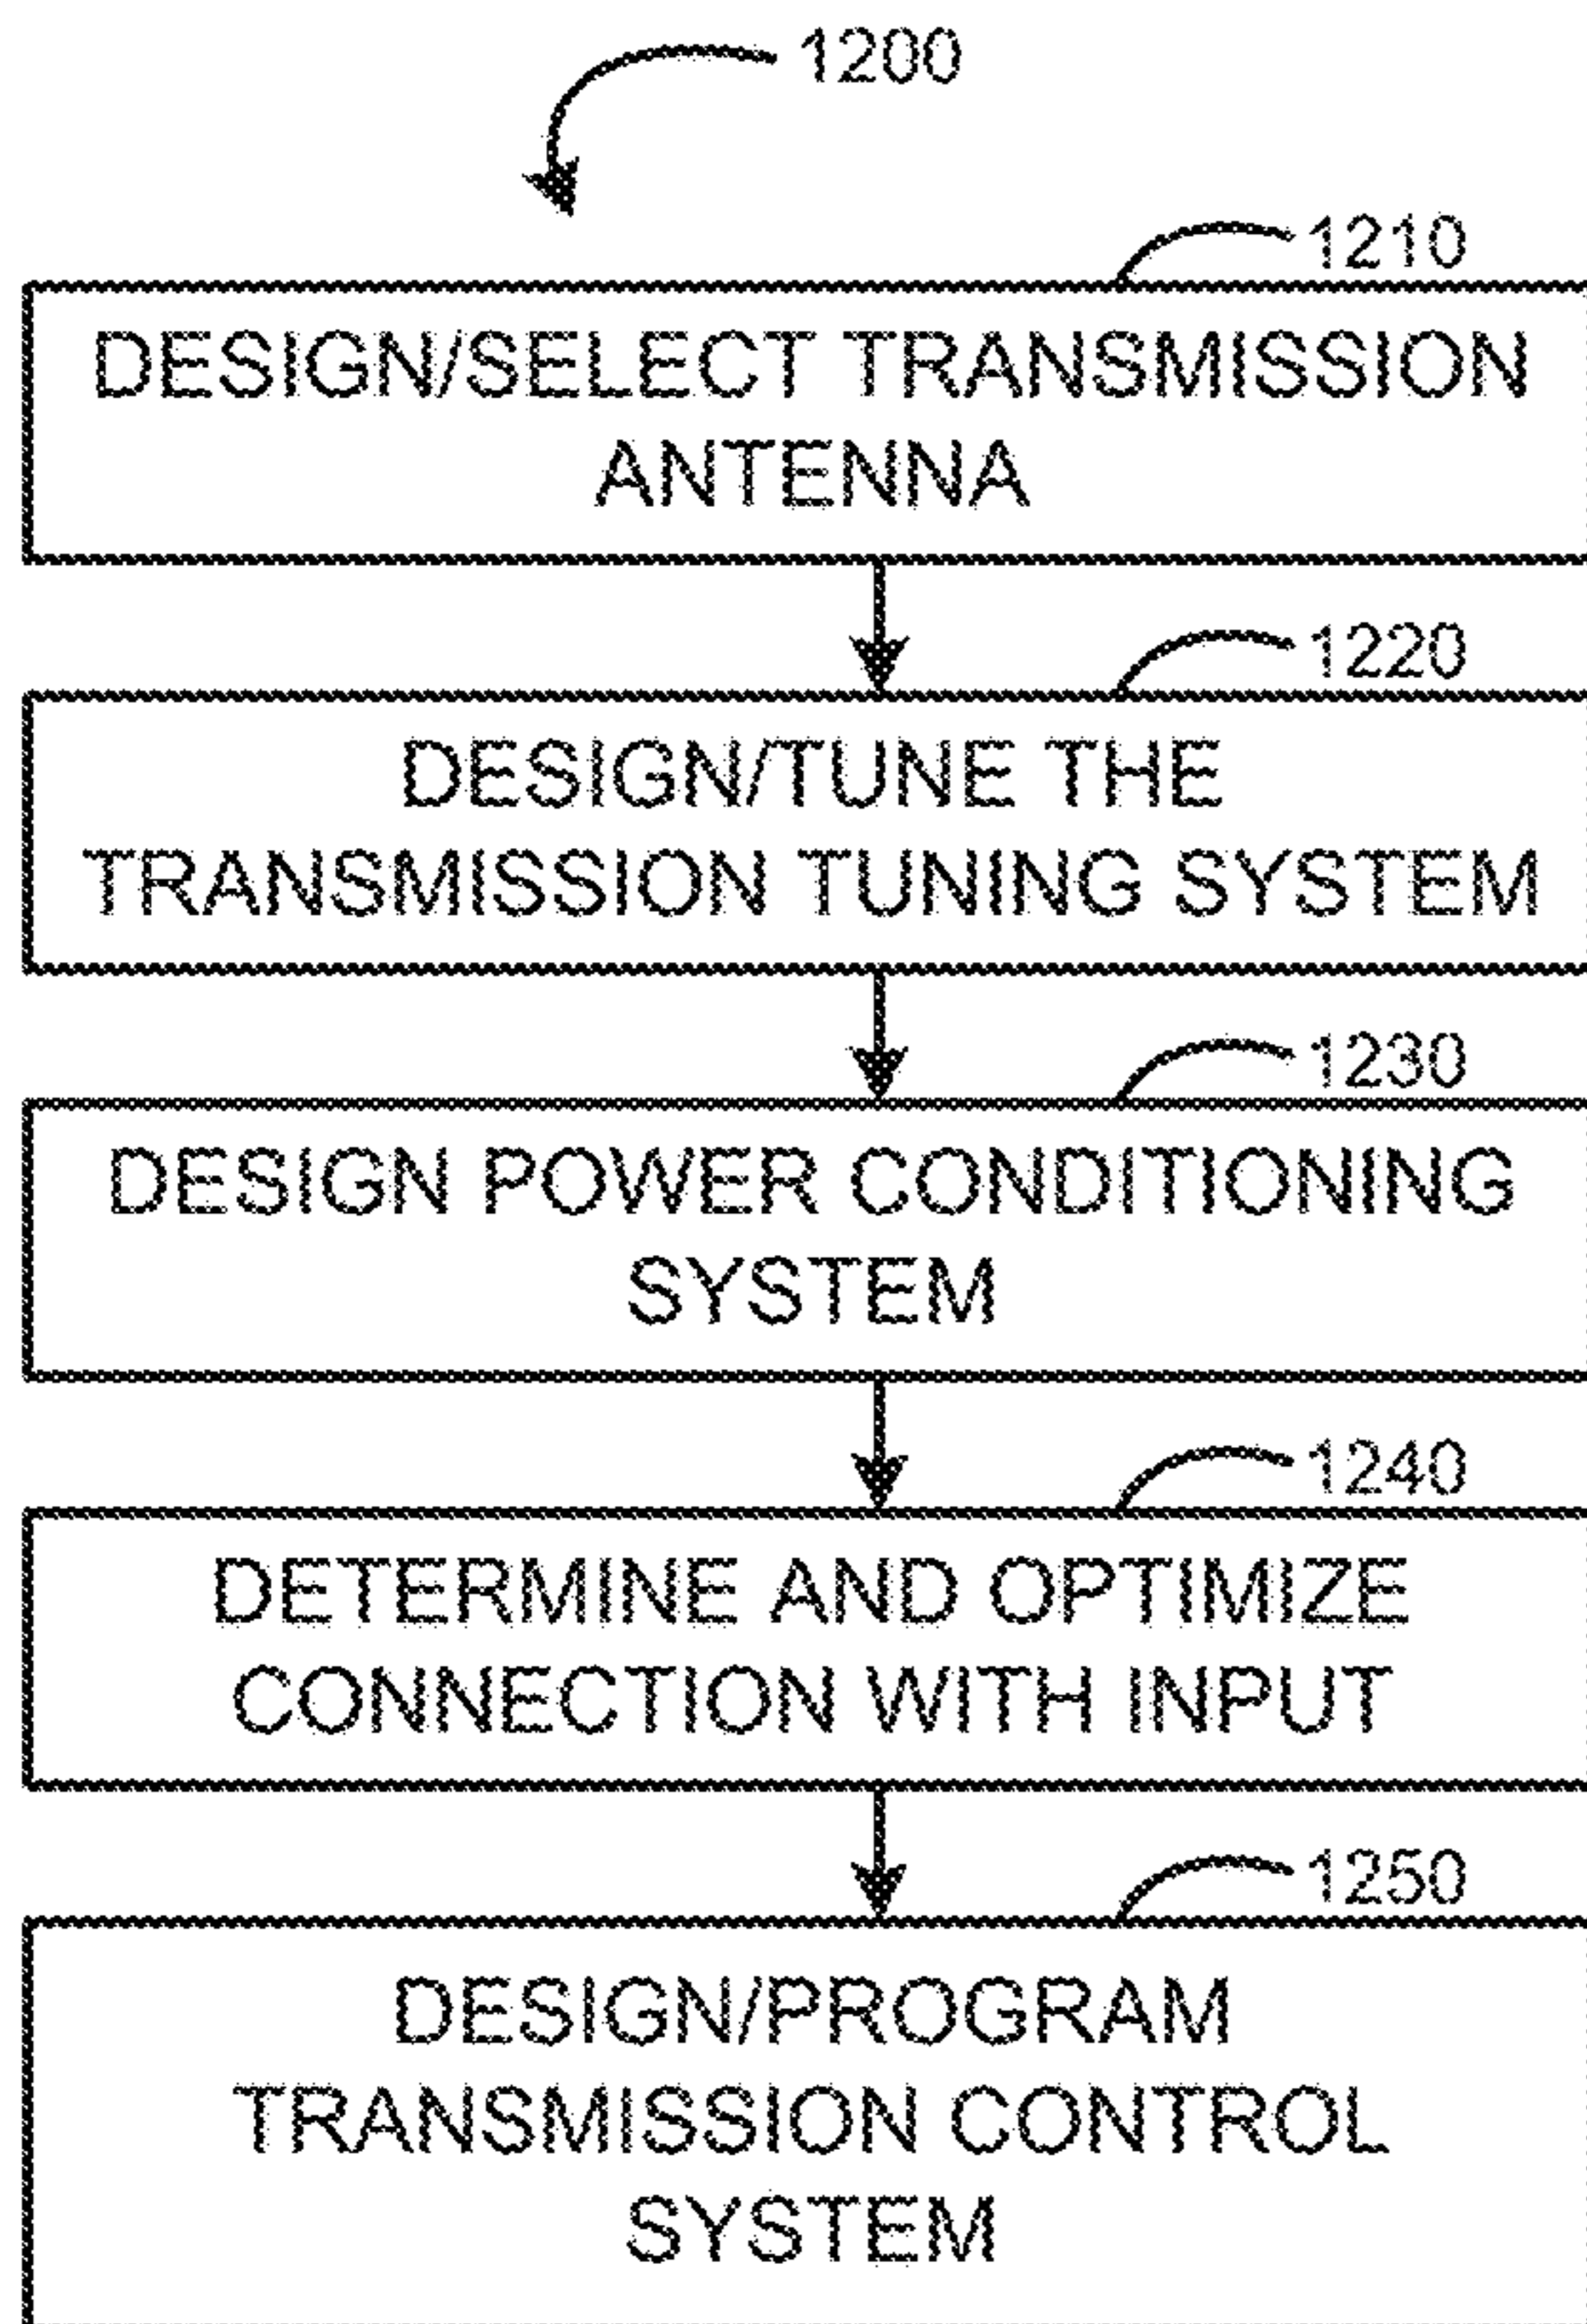 1200
1210
DESIGN/SELECT TRANSMISSION
ANTENNA
1220
DESIGN/TUNE THE
TRANSMISSION TUNING SYSTEM
1230
DESIGN POWER CONDITIONING
SYSTEM
1240
DETERMINE AND OPTIMIZE
CONNECTION WITH INPUT
1250
DESIGN/PROGRAM
TRANSMISSION CONTROL
SYSTEM